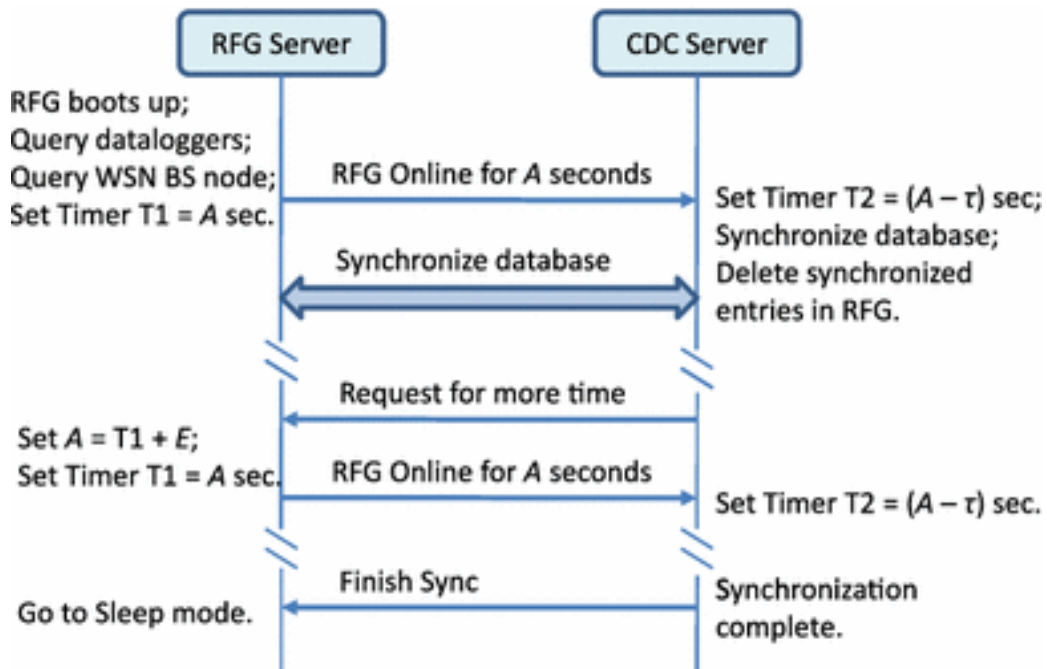 RFG Server
CDC Server
RFG boots up;
Query dataloggers;
Query WSN BS node;
Set Timer T1 = A sec.
RFG Online for A seconds
Set Timer T2 = (A – τ) sec;
Synchronize database;
Delete synchronized
entries in RFG.
Synchronize database
Request for more time
Set A = T1 + E;
Set Timer T1 = A sec.
RFG Online for A seconds
Set Timer T2 = (A – τ) sec.
Finish Sync
Go to Sleep mode.
Synchronization
complete.